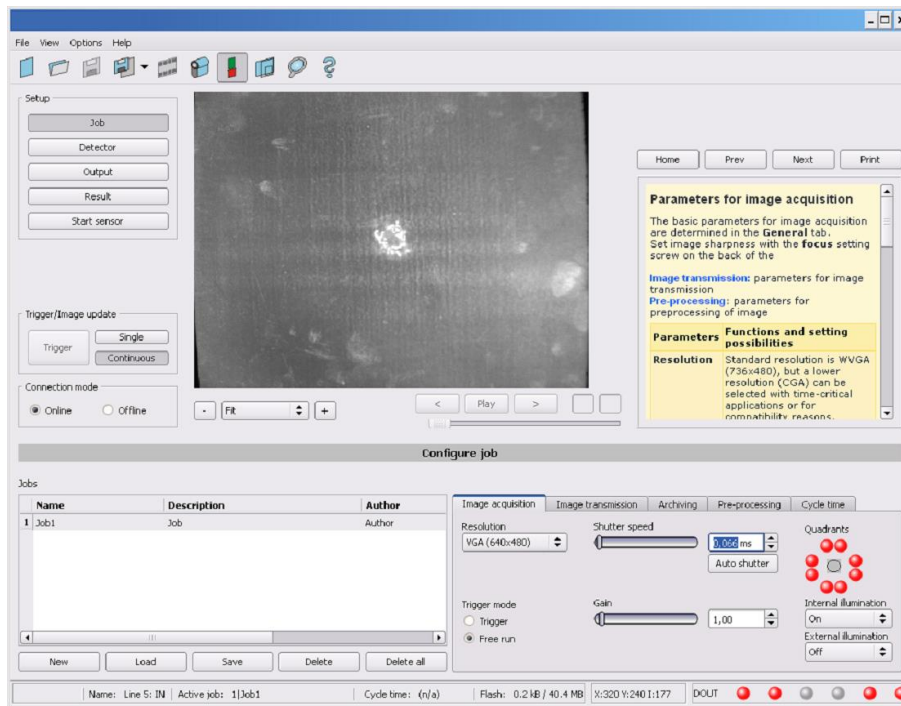 File View Options Help
Setup
Job
Detector
Output
Result
Start sensor
Trigger/Image update
Trigger
Single
Continuous
Connection mode
Online
Offline
-
Fit
+
<
Play
>
Home
Prev
Next
Print
Parameters for image acquisition
The basic parameters for image acquisition
are determined in the General tab.
Set image sharpness with the focus setting
screw on the back of the
Image transmission: parameters for image
transmission
Pre-processing: parameters for
preprocessing of image
Parameters
Functions and setting
possibilities
Resolution
Standard resolution is WVGA
(736x480), but a lower
resolution (CGA) can be
selected with time-critical
applications or for
compatibility reasons.
Configure job
Jobs
Name Description Author
1 Job1 Job Author
New
Load
Save
Delete
Delete all
Image acquisition
Image transmission
Archiving
Pre-processing
Cycle time
Resolution
VGA (640x480)
Shutter speed
0,066 ms
Auto shutter
Quadrants
Trigger mode
Trigger
Free run
Gain
1,00
Internal illumination
On
External illumination
Off
Name: Line 5: IN
Active job: 1|Job1
Cycle time: (n/a)
Flash: 0.2 kB / 40.4 MB
X:320 Y:240 I:177
DOUT